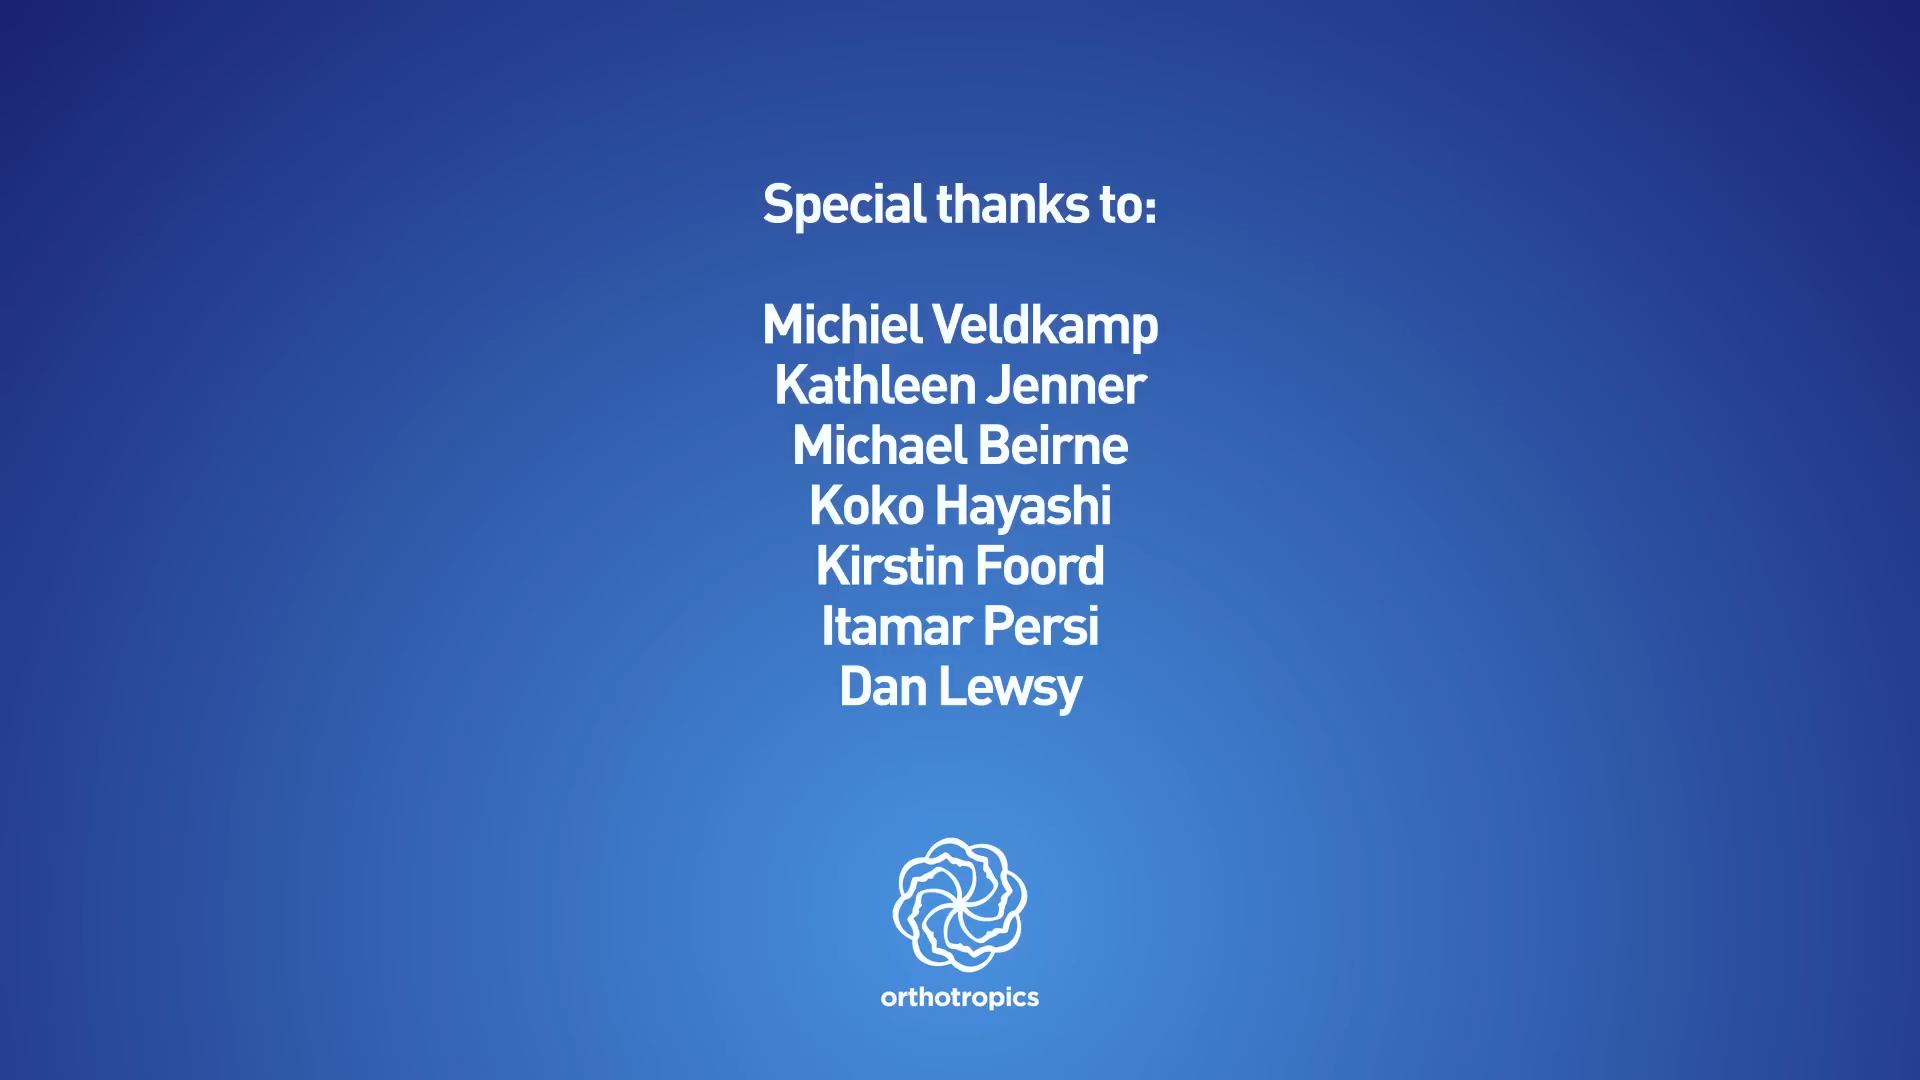 Special thanks to:
Michiel Veldkamp
Kathleen Jenner
Michael Beirne
Koko Hayashi
Kirstin Foord
Itamar Persi
Dan Lewsy
orthotropics